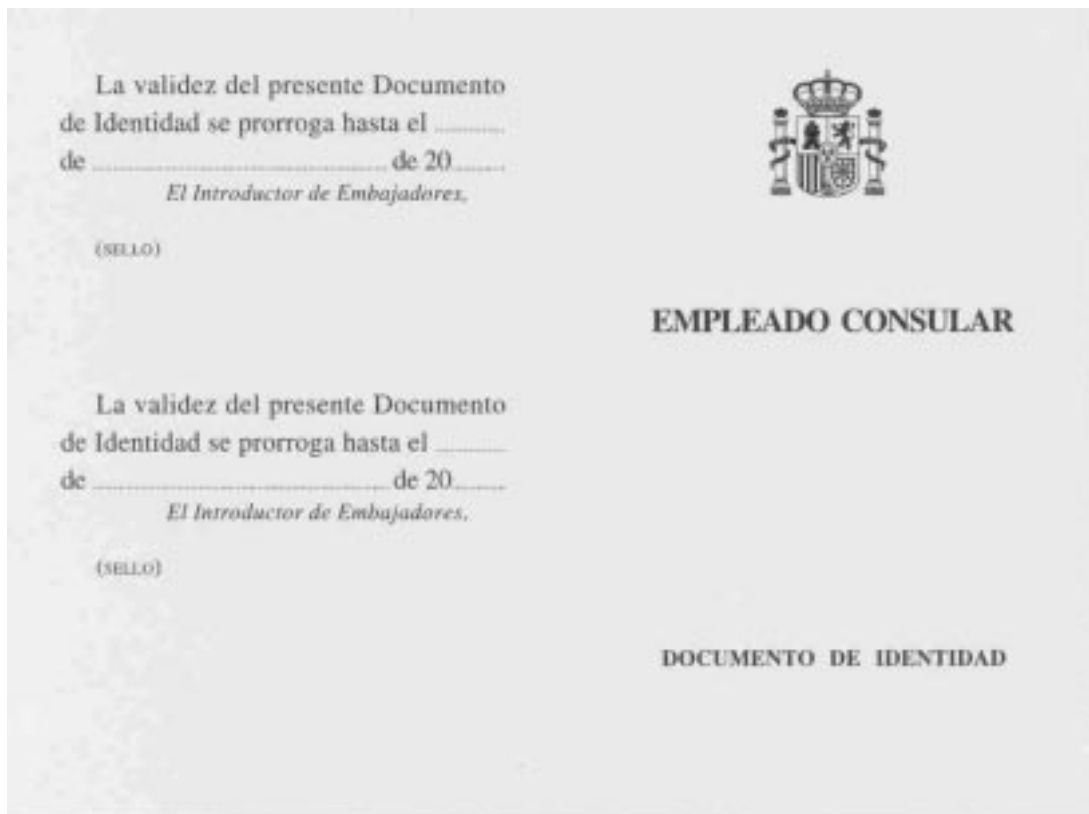 La validez del presente Documento
de Identidad se prorroga hasta el ..........
de .................................................. de 20.........
El Introductor de Embajadores,
(SELLO)
La validez del presente Documento
de Identidad se prorroga hasta el ..........
de .................................................. de 20.........
El Introductor de Embajadores,
(SELLO)
EMPLEADO CONSULAR
DOCUMENTO DE IDENTIDAD